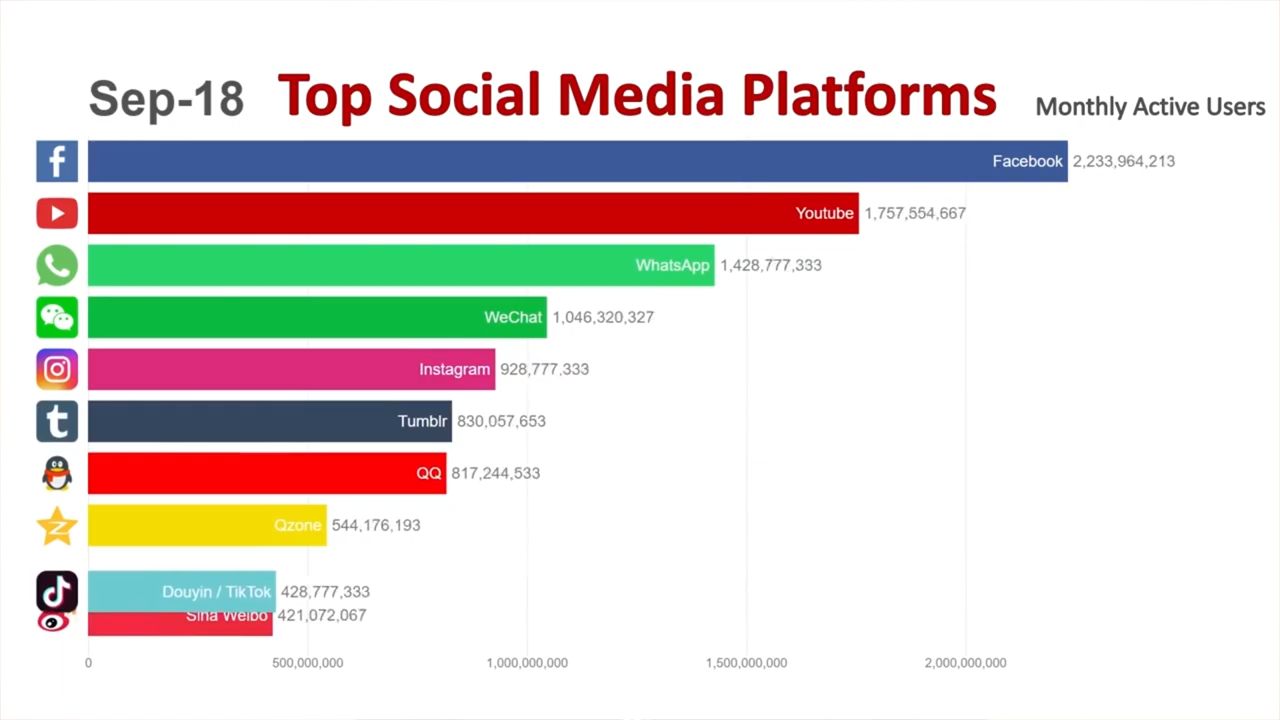 Sep-18 Top Social Media Platforms Monthly Active Users
Facebook 2,233,964,213
Youtube 1,757,554,667
WhatsApp 1,428,777,333
WeChat 1,046,320,327
Instagram 928,777,333
Tumblr 830,057,653
QQ 817,244,533
Qzone 544,176,193
Douyin / TikTok 428,777,333
Sina Weibo 421,072,067
0 500,000,000 1,000,000,000 1,500,000,000 2,000,000,000